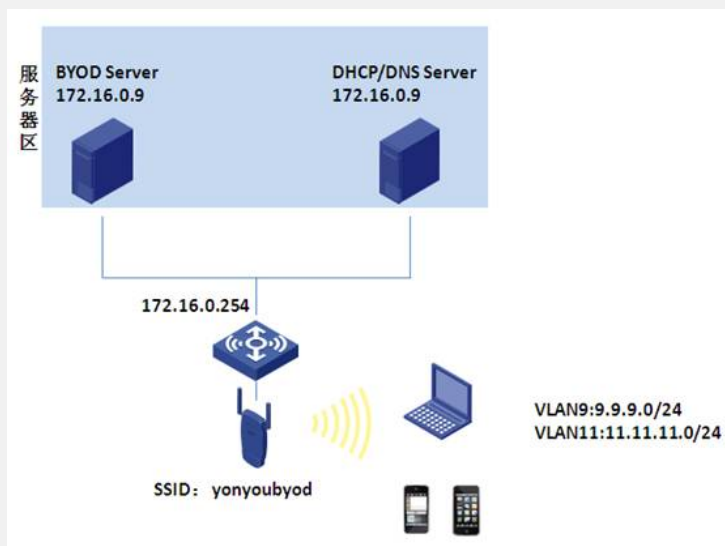 服务器区
BYOD Server
172.16.0.9
DHCP/DNS Server
172.16.0.9
172.16.0.254
VLAN9:9.9.9.0/24
VLAN11:11.11.11.0/24
SSID：yonyoubyod